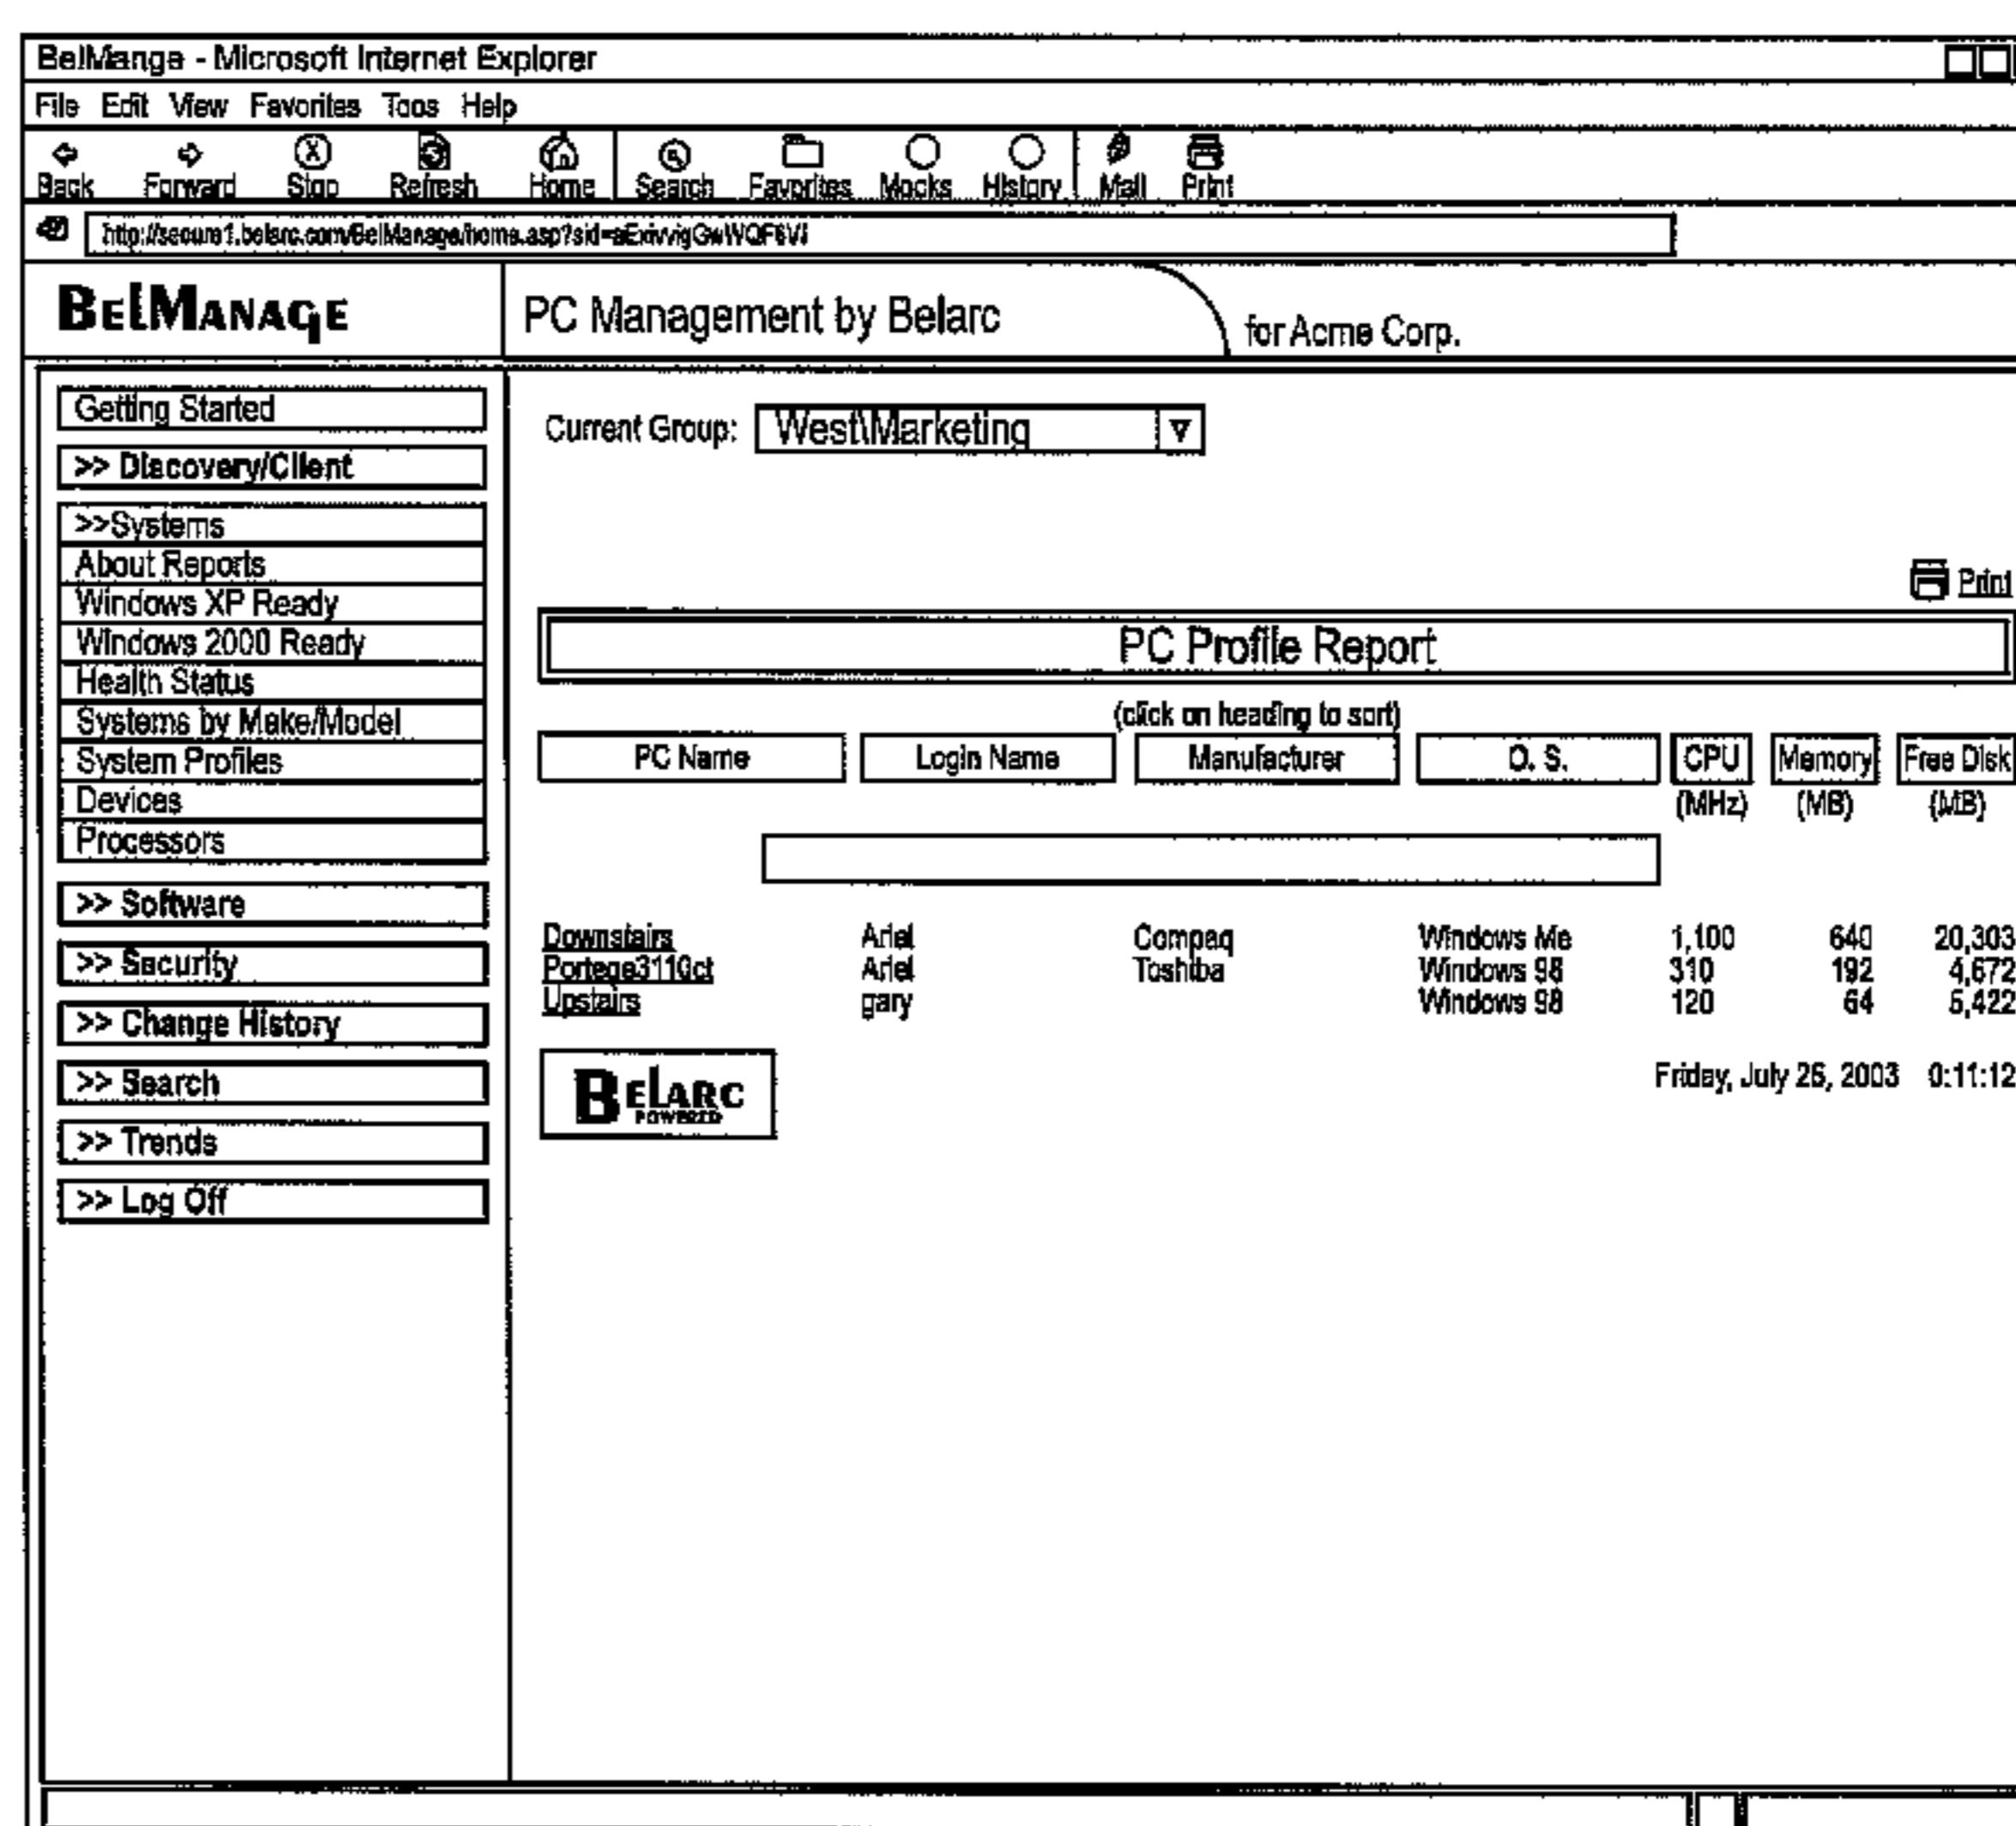 BelMange - Microsoft Internet Explorer
File Edit View Favorites Toos Help
Back Forward Stop Refresh Home Search Favorites Mocks History Mail Print
BELMANAGE
PC Management by Belarc
for Acme Corp.
Getting Started
>> Discovery/Client
>>Systems
About Reports
Windows XP Ready
Windows 2000 Ready
Health Status
Systems by Make/Model
System Profiles
Devices
Processors
>> Software
>> Security
>> Change History
>> Search
>> Trends
>> Log Off
Current Group: West\Marketing
Print
PC Profile Report
(click on heading to sort)
PC Name Login Name Manufacturer O. S. CPU Memory Free Disk
(MHz) (MB) (MB)
Downstairs Ariel Compaq Windows Me 1,100 640 20,303
Portege3110ct Ariel Toshiba Windows 98 310 192 4,672
Upstairs gary Windows 98 120 64 5,422
BELARC
POWERED
Friday, July 26, 2003 0:11:12